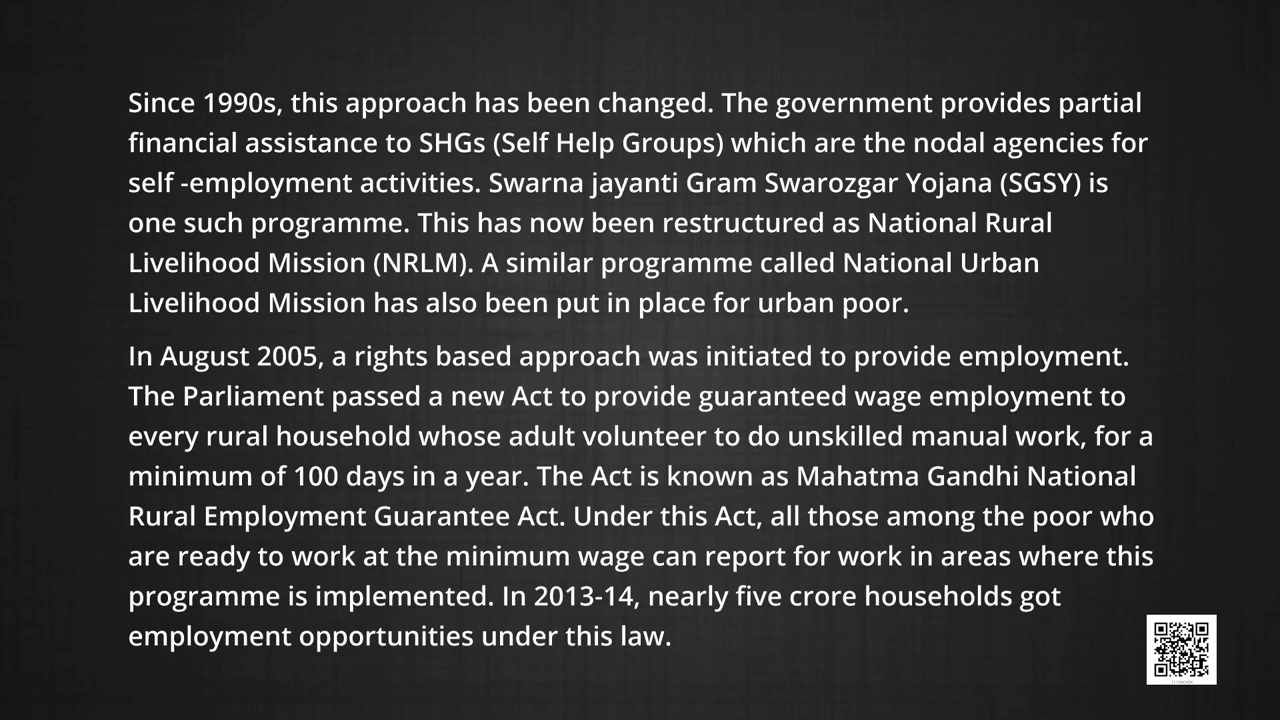 Since 1990s, this approach has been changed. The government provides partial
financial assistance to SHGs (Self Help Groups) which are the nodal agencies for
self -employment activities. Swarna jayanti Gram Swarozgar Yojana (SGSY) is
one such programme. This has now been restructured as National Rural
Livelihood Mission (NRLM). A similar programme called National Urban
Livelihood Mission has also been put in place for urban poor.
In August 2005, a rights based approach was initiated to provide employment.
The Parliament passed a new Act to provide guaranteed wage employment to
every rural household whose adult volunteer to do unskilled manual work, for a
minimum of 100 days in a year. The Act is known as Mahatma Gandhi National
Rural Employment Guarantee Act. Under this Act, all those among the poor who
are ready to work at the minimum wage can report for work in areas where this
programme is implemented. In 2013-14, nearly five crore households got
employment opportunities under this law.